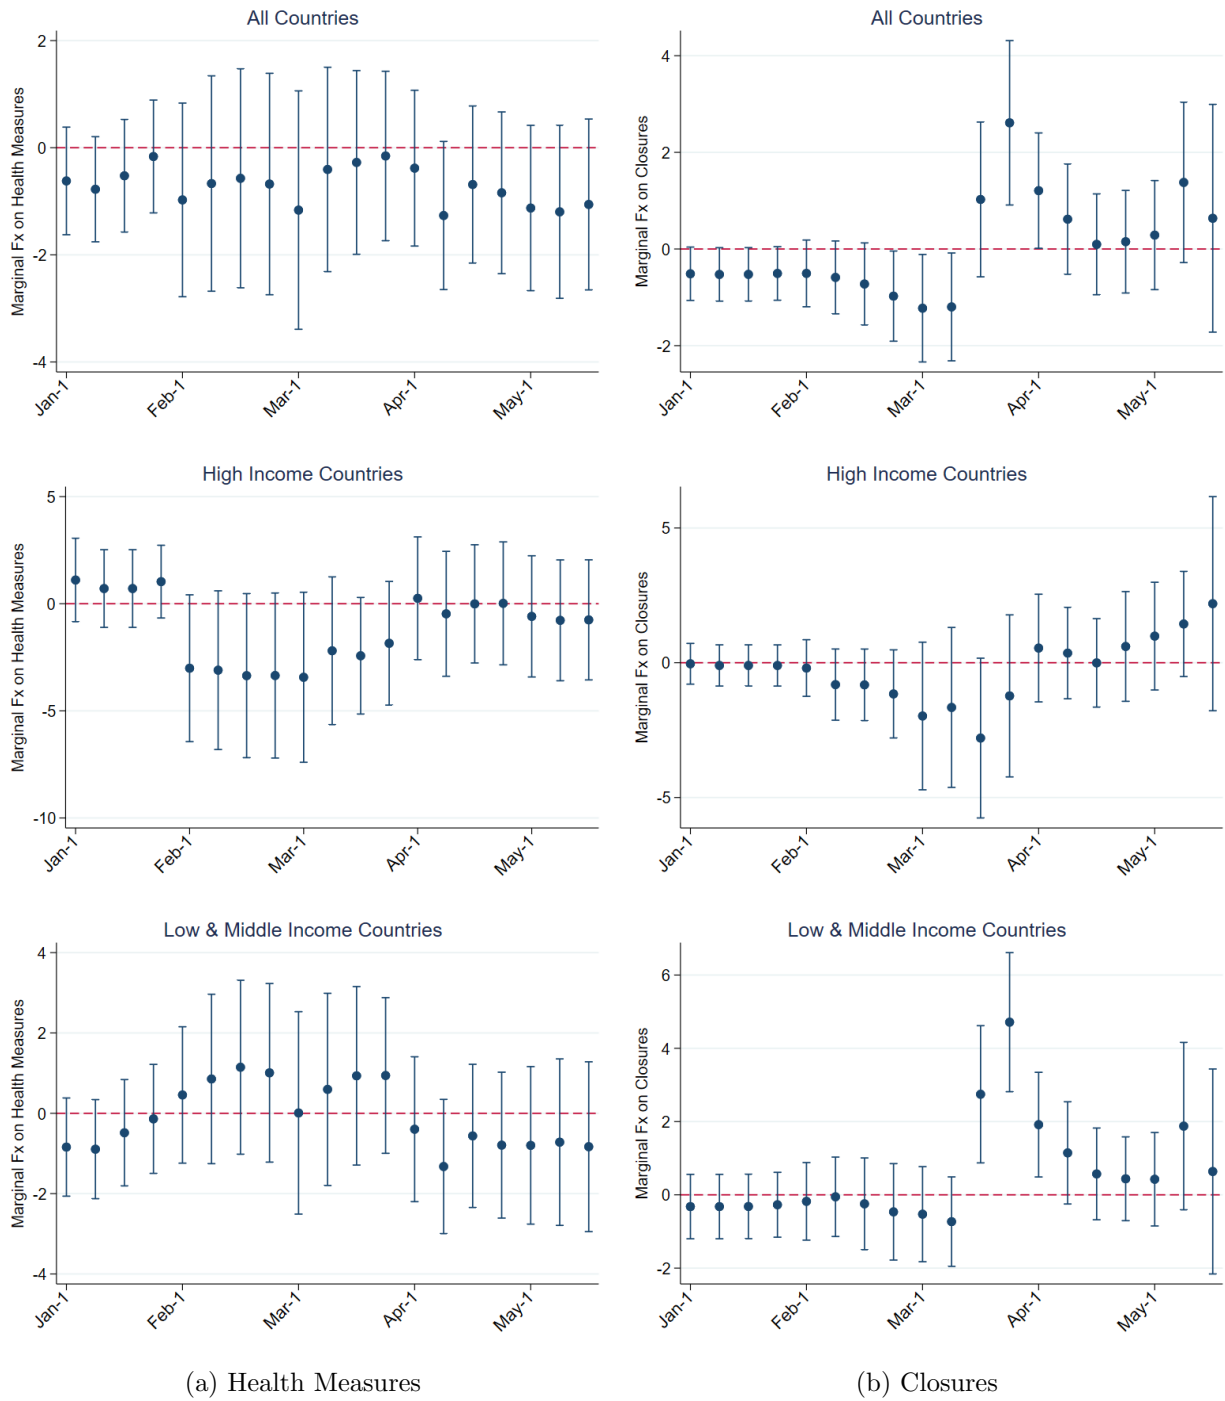 All Countries
Marginal Fx on Health Measures
2
0
-2
-4
Jan-1 Feb-1 Mar-1 Apr-1 May-1
All Countries
Marginal Fx on Closures
4
2
0
-2
Jan-1 Feb-1 Mar-1 Apr-1 May-1
High Income Countries
Marginal Fx on Health Measures
5
0
-5
-10
Jan-1 Feb-1 Mar-1 Apr-1 May-1
High Income Countries
Marginal Fx on Closures
5
0
-5
Jan-1 Feb-1 Mar-1 Apr-1 May-1
Low & Middle Income Countries
Marginal Fx on Health Measures
4
2
0
-2
-4
Jan-1 Feb-1 Mar-1 Apr-1 May-1
Low & Middle Income Countries
Marginal Fx on Closures
6
4
2
0
-2
Jan-1 Feb-1 Mar-1 Apr-1 May-1
(a) Health Measures
(b) Closures